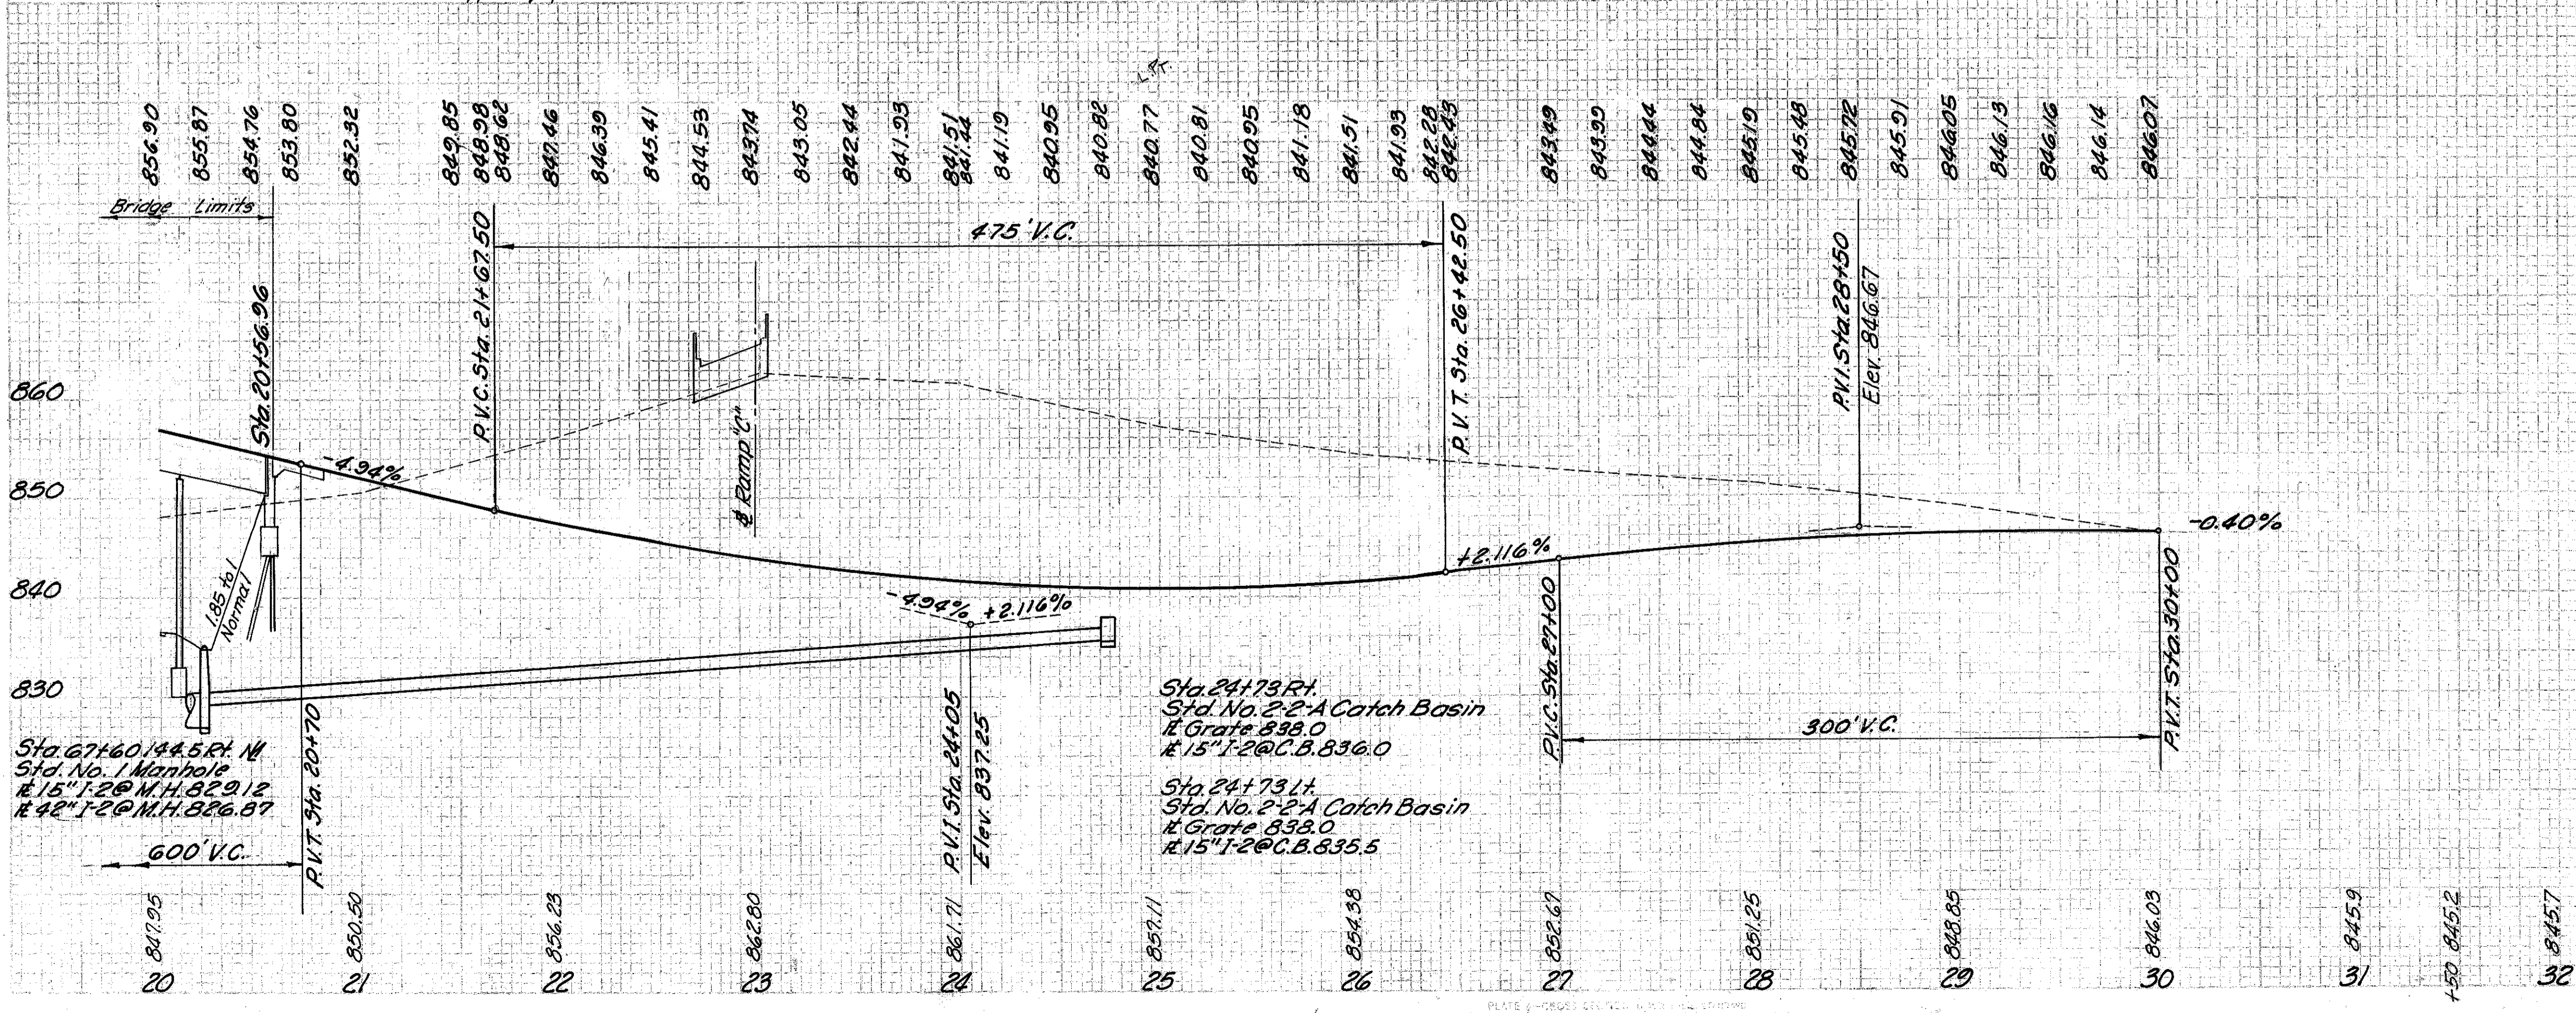 L.Pt.
856.90
855.87
854.76
853.80
852.32
849.85
848.98
848.62
847.46
846.39
845.41
844.53
843.74
843.05
842.44
841.93
841.51
841.44
841.19
840.95
840.82
840.77
840.81
840.95
841.18
841.51
841.93
842.28
842.43
843.49
843.99
844.44
844.84
845.19
845.48
845.72
845.91
846.05
846.13
846.16
846.14
846.07
Bridge Limits
475' V.C.
Sta. 20+56.96
P.V.C. Sta. 21+67.50
P.V.T. Sta. 26+42.50
P.V.I. Sta. 28+50
Elev. 846.67
860
850
840
830
-4.94%
Ramp "C"
+2.116%
-0.40%
1.85 to 1
Normal
-4.94% +2.116%
Sta. 67+60 144.5 Rt.
Std. No. 1 Manhole
15" I-2 @ M.H. 829.12
42" I-2 @ M.H. 826.87
600' V.C.
P.V.T. Sta. 20+70
P.V.I. Sta. 24+05
Elev. 837.25
Sta. 24+73 Rt.
Std. No. 2-2-A Catch Basin
Grate 838.0
15" I-2 @ C.B. 836.0
Sta. 24+73 Lt.
Std. No. 2-2-A Catch Basin
Grate 838.0
15" I-2 @ C.B. 835.5
P.V.C. Sta. 27+00
300' V.C.
P.V.T. Sta. 30+00
847.95
850.50
856.23
862.80
861.71
857.11
854.38
852.67
851.25
848.85
846.03
845.9
845.2
845.7
20 21 22 23 24 25 26 27 28 29 30 31 +50 32